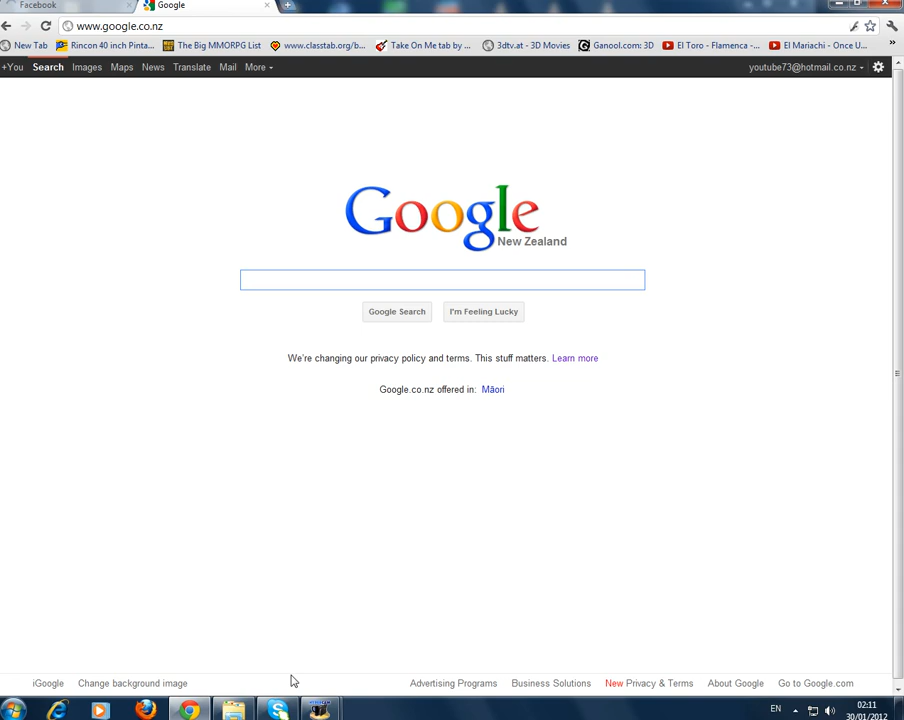 Facebook
Google
www.google.co.nz
New Tab Rincon 40 inch Pinta... The Big MMORPG List www.classtab.org/b... Take On Me tab by ... 3dtv.at - 3D Movies Ganool.com: 3D El Toro - Flamenca -... El Mariachi - Once U... »
+You Search Images Maps News Translate Mail More youtube73@hotmail.co.nz
Google
New Zealand
Google Search I'm Feeling Lucky
We're changing our privacy policy and terms. This stuff matters. Learn more
Google.co.nz offered in: Māori
iGoogle Change background image Advertising Programs Business Solutions New Privacy & Terms About Google Go to Google.com
EN 02:11
30/01/2012